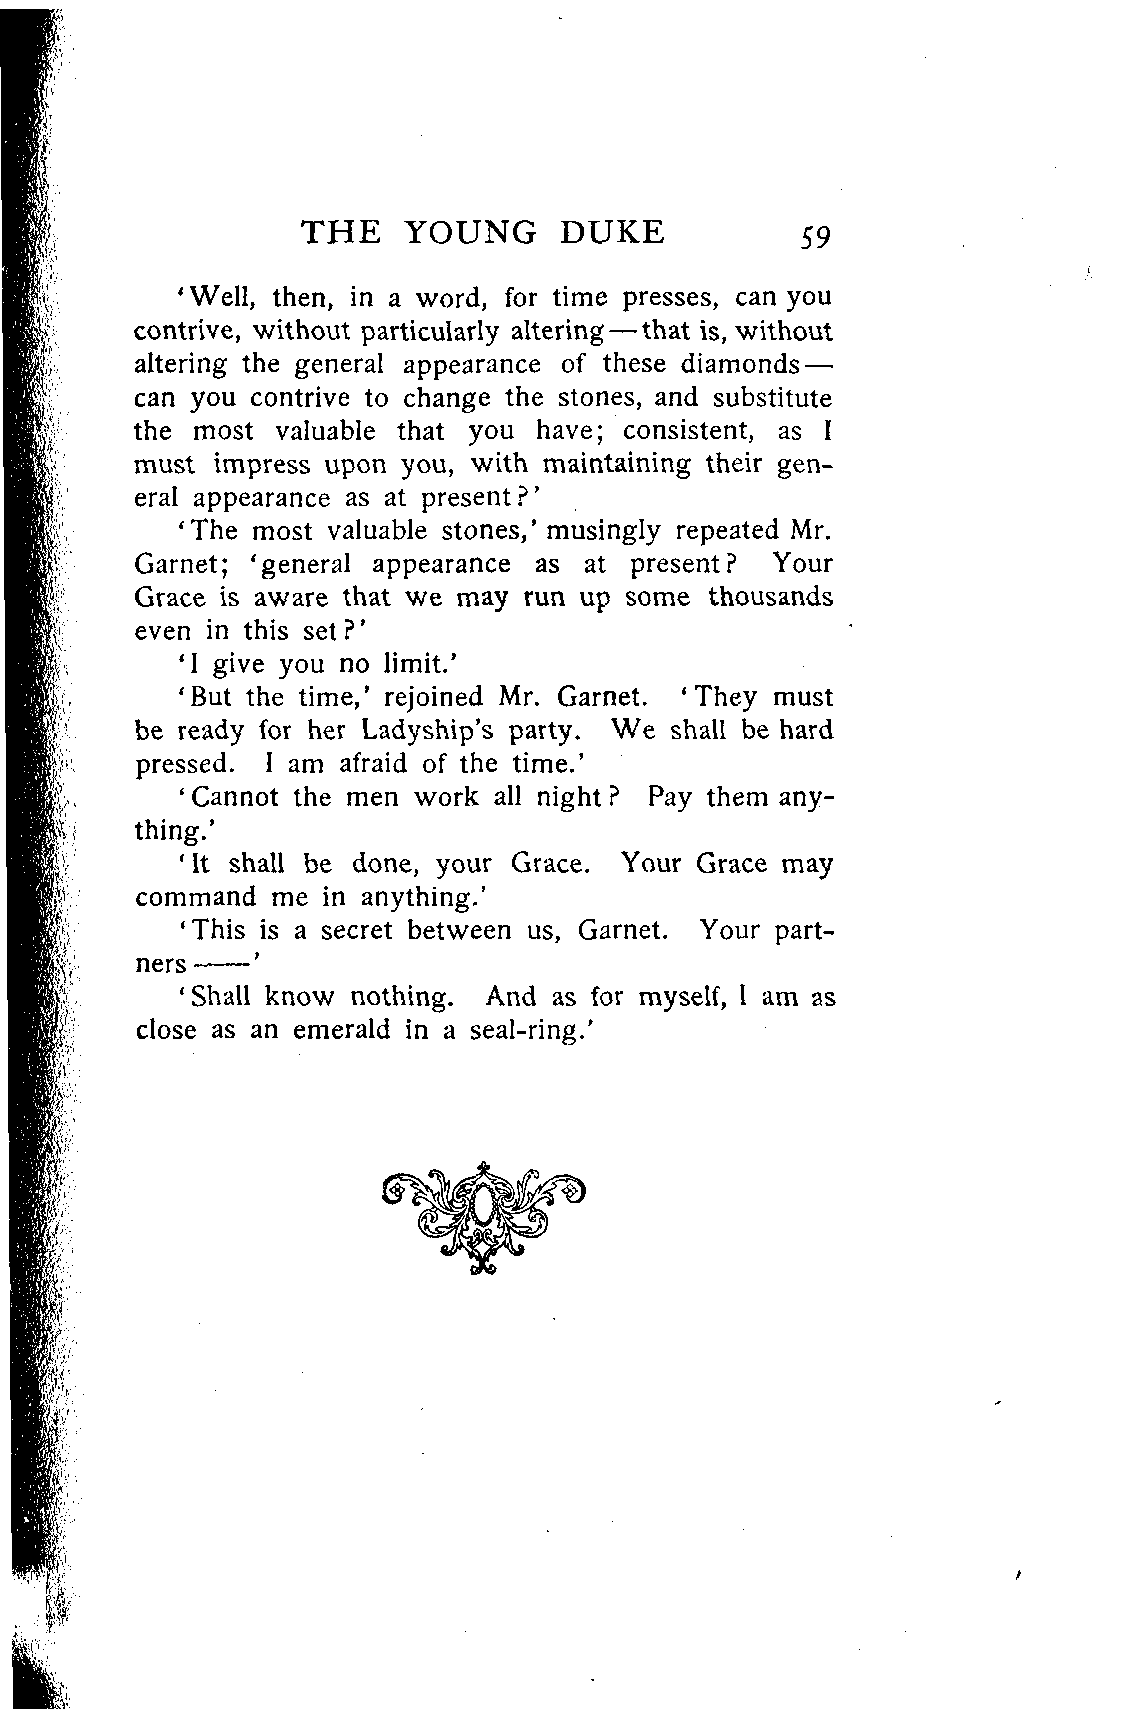 THE YOUNG DUKE 59
‘Well, then, in a word, for time presses, can you
contrive, without particularly altering—that is, without
altering the general appearance of these diamonds—
can you contrive to change the stones, and substitute
the most valuable that you have; consistent, as I
must impress upon you, with maintaining their gen-
eral appearance as at present?’
‘The most valuable stones,’ musingly repeated Mr.
Garnet; ‘general appearance as at present? Your
Grace is aware that we may run up some thousands
even in this set?’
‘I give you no limit.’
‘But the time,’ rejoined Mr. Garnet. ‘They must
be ready for her Ladyship’s party. We shall be hard
pressed. I am afraid of the time.’
‘Cannot the men work all night? Pay them any-
thing.’
‘It shall be done, your Grace. Your Grace may
command me in anything.’
‘This is a secret between us, Garnet. Your part-
ners ——’
‘Shall know nothing. And as for myself, I am as
close as an emerald in a seal-ring.’